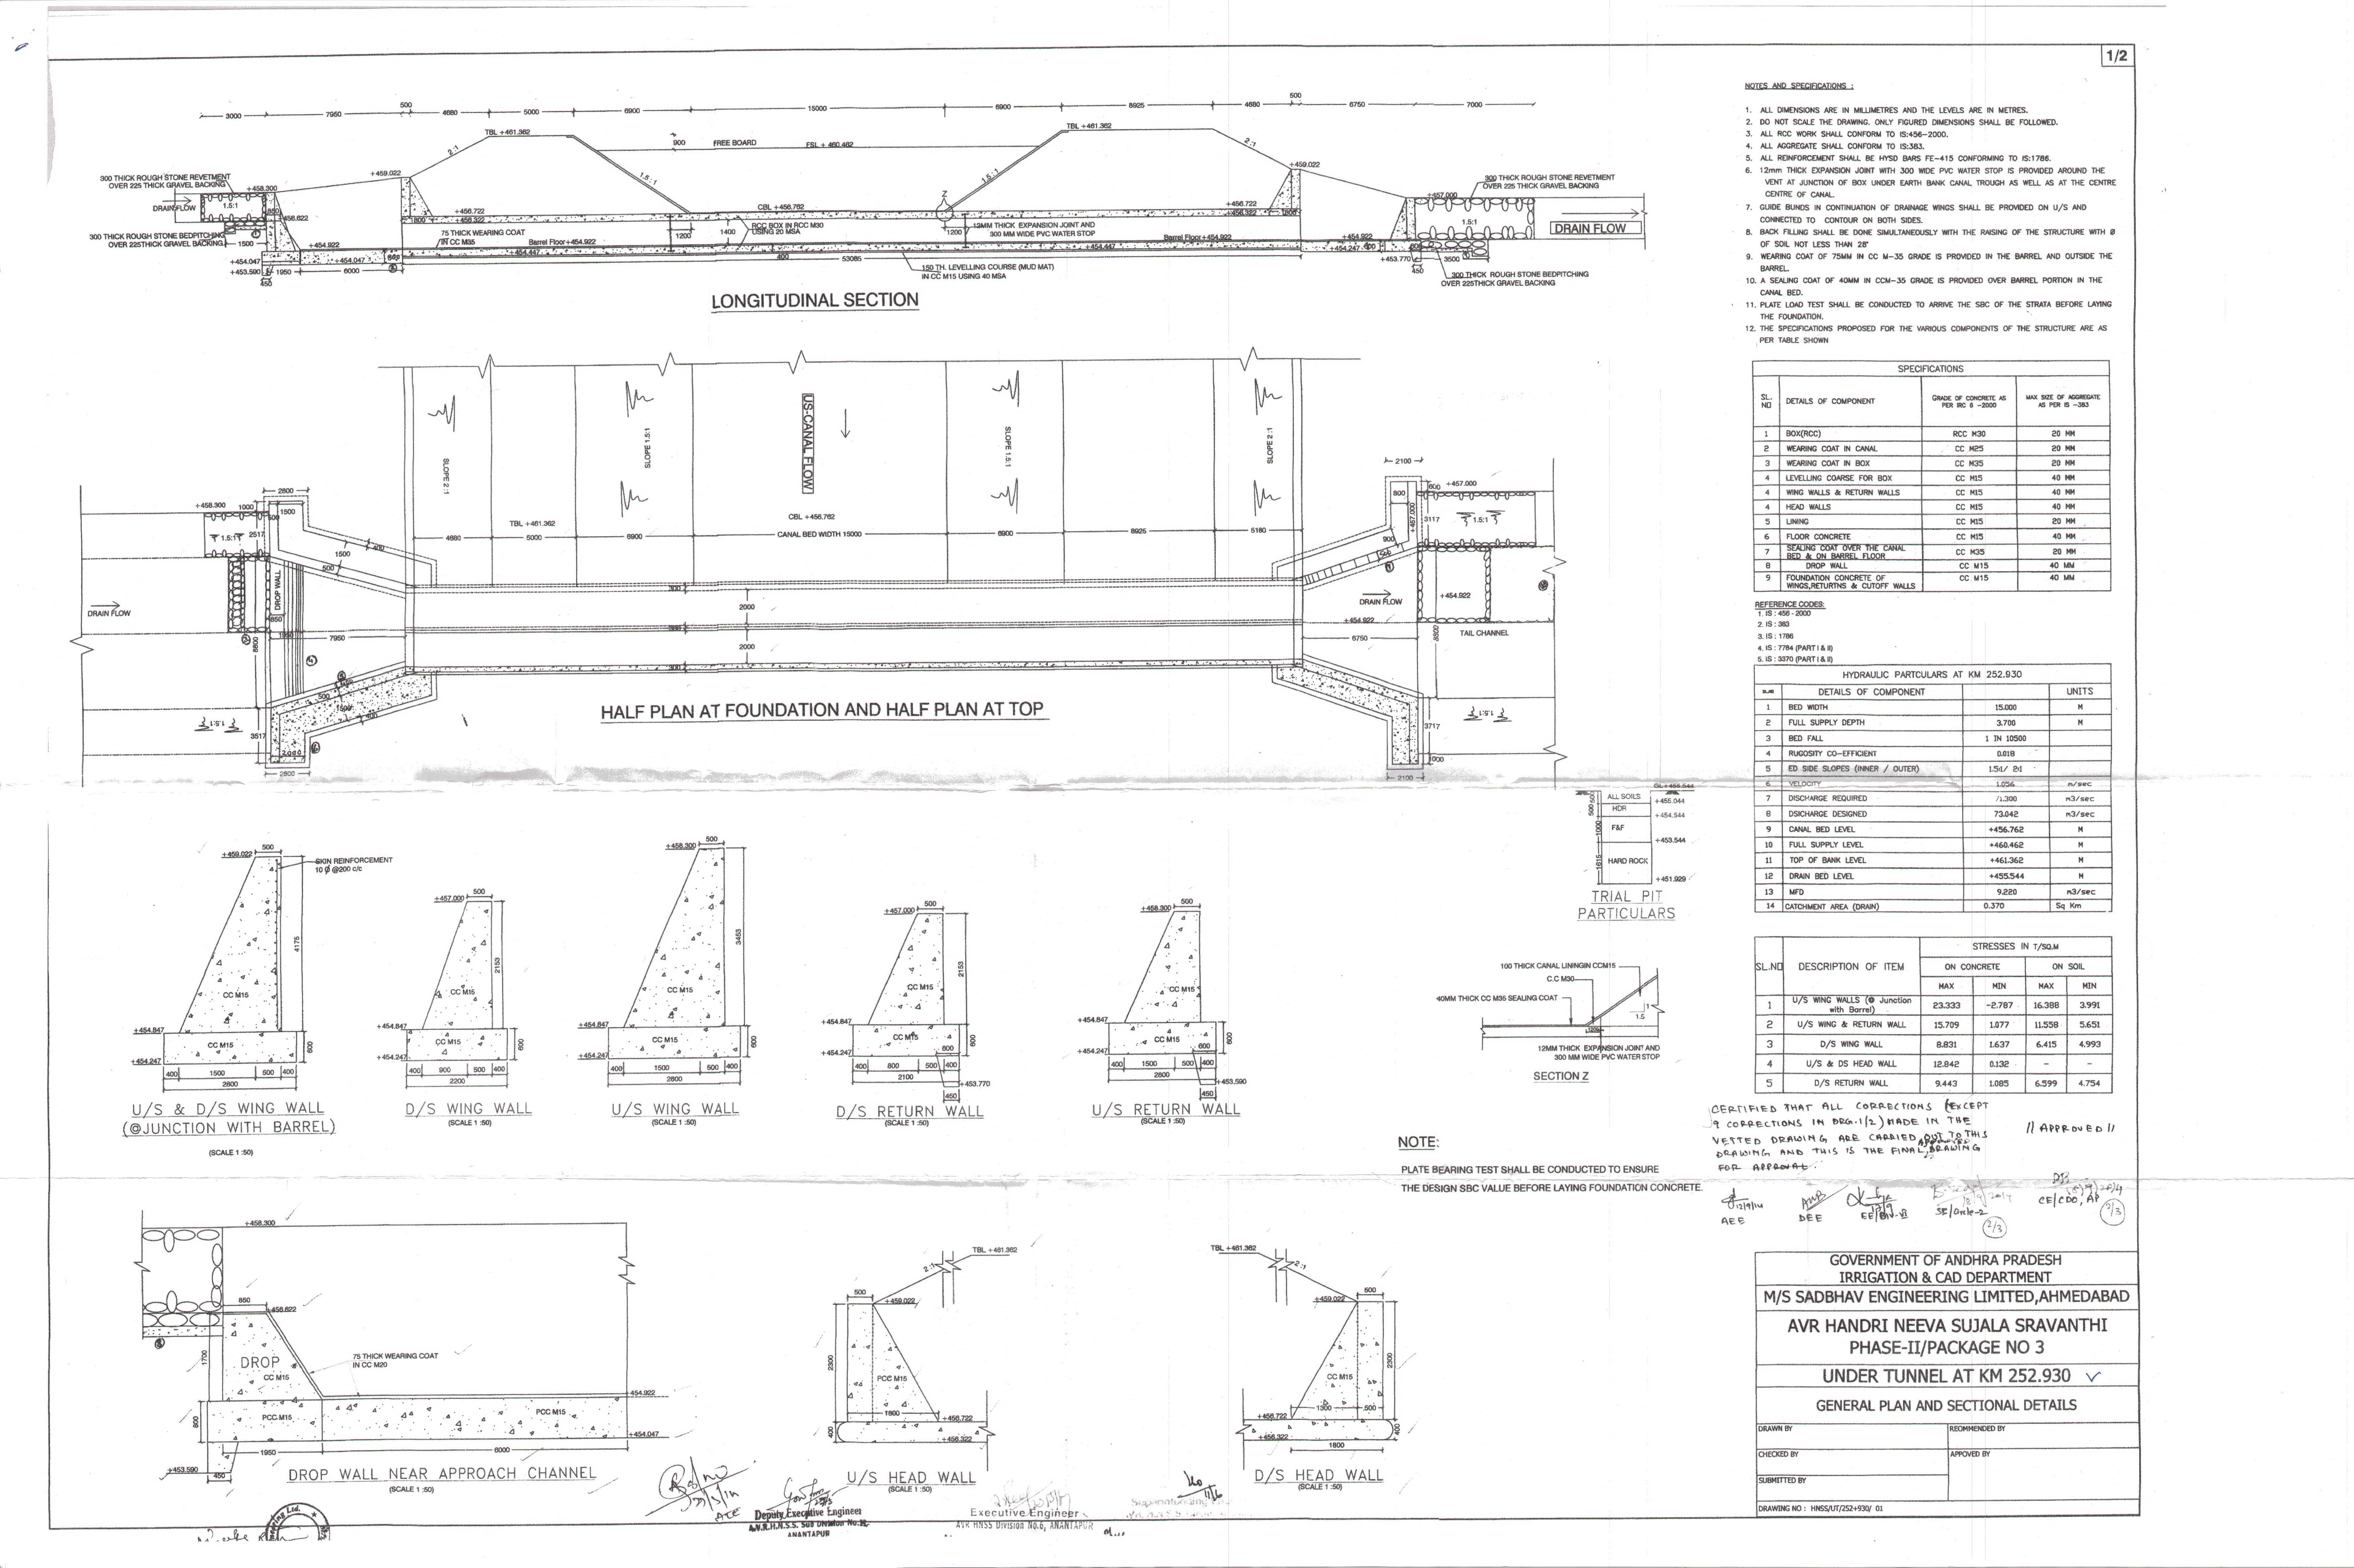 1/2
500
500
3000
7950
4680
5000
6900
15000
6900
8925
4680
6750
7000
TBL +461.362
TBL +461.362
2:1
900
FREE BOARD
FSL + 460.462
2:1
1.5:1
1.5:1
+459.022
+459.022
Z
300 THICK ROUGH STONE REVETMENT
OVER 225 THICK GRAVEL BACKING
+458.300
DRAIN FLOW
1.5:1
+456.622
300 THICK ROUGH STONE BEDPITCHING
OVER 225THICK GRAVEL BACKING
1500
+454.922
+454.047
+454.047
+453.590
1950
6000
450
+456.722
+456.322
1800
75 THICK WEARING COAT
IN CC M35
Barrel Floor+454.922
+454.447
CBL +456.762
1200
1400
RCC BOX IN RCC M30
USING 20 MSA
1200
12MM THICK EXPANSION JOINT AND
300 MM WIDE PVC WATER STOP
Barrel Floor+454.922
+454.447
+456.722
+456.322
1800
400
53085
150 TH. LEVELLING COURSE (MUD MAT)
IN CC M15 USING 40 MSA
300 THICK ROUGH STONE REVETMENT
OVER 225 THICK GRAVEL BACKING
+457.000
1.5:1
DRAIN FLOW
+454.922
+454.247
+453.770
3500
450
300 THICK ROUGH STONE BEDPITCHING
OVER 225THICK GRAVEL BACKING
LONGITUDINAL SECTION
US-CANAL FLOW
SLOPE 2:1
SLOPE 1.5:1
SLOPE 1.5:1
SLOPE 2:1
TBL +461.362
CBL +456.762
4680
5000
6900
CANAL BED WIDTH 15000
6900
8925
5180
2800
+458.300
1000
1500
1.5:1
2517
1500
400
500
DROP WALL
DRAIN FLOW
850
1950
7950
8800
500
1500
400
1.5:1
3517
2800
300
2000
300
2000
300
2100
800
600
+457.000
+457.000
3117
1.5:1
900
500
DRAIN FLOW
+454.922
+454.922
TAIL CHANNEL
6750
8800
3717
1.5:1
1000
2100
HALF PLAN AT FOUNDATION AND HALF PLAN AT TOP
GL+455.544
ALL SOILS
+455.044
HDR
+454.544
F&F
+453.544
HARD ROCK
+451.929
500
500
1000
1615
TRIAL PIT
PARTICULARS
500
+459.022
SKIN REINFORCEMENT
10 Ø @200 c/c
4175
CC M15
+454.847
CC M15
600
+454.247
400 1500 500 400
2800
U/S & D/S WING WALL
(@JUNCTION WITH BARREL)
(SCALE 1 :50)
500
+457.000
2153
CC M15
+454.847
CC M15
600
+454.247
400 900 500 400
2200
D/S WING WALL
(SCALE 1 :50)
500
+458.300
3453
CC M15
+454.847
CC M15
600
+454.247
400 1500 500 400
2800
U/S WING WALL
(SCALE 1 :50)
500
+457.000
2153
CC M15
+454.847
CC M15
600
600
+454.247
400 800 500 400
2100
+453.770
450
D/S RETURN WALL
(SCALE 1 :50)
500
+458.300
CC M15
+454.847
CC M15
600
600
+454.247
400 1500 500 400
2800
+453.590
450
U/S RETURN WALL
(SCALE 1 :50)
100 THICK CANAL LININGIN CCM15
C.C M30
40MM THICK CC M35 SEALING COAT
1
1.5
1200
12MM THICK EXPANSION JOINT AND
300 MM WIDE PVC WATER STOP
SECTION Z
NOTE:
PLATE BEARING TEST SHALL BE CONDUCTED TO ENSURE
THE DESIGN SBC VALUE BEFORE LAYING FOUNDATION CONCRETE.
+458.300
850
+456.622
1700
DROP
CC M15
75 THICK WEARING COAT
IN CC M20
+454.922
PCC M15
PCC M15
800
+454.047
1950
6000
+453.590
450
DROP WALL NEAR APPROACH CHANNEL
(SCALE 1 :50)
TBL +461.362
2:1
500
+459.022
2300
PCC M15
1800
+456.722
400
+456.322
U/S HEAD WALL
(SCALE 1 :50)
TBL +461.362
2:1
500
+459.022
2300
CC M15
1300
500
+456.722
400
+456.322
1800
D/S HEAD WALL
(SCALE 1 :50)
Deputy Executive Engineer
A.V.R.H.N.S.S. Sub Division No.
ANANTAPUR
Executive Engineer
AVR HNSS Division No.6, ANANTAPUR
NOTES AND SPECIFICATIONS :
1. ALL DIMENSIONS ARE IN MILLIMETRES AND THE LEVELS ARE IN METRES.
2. DO NOT SCALE THE DRAWING. ONLY FIGURED DIMENSIONS SHALL BE FOLLOWED.
3. ALL RCC WORK SHALL CONFORM TO IS:456-2000.
4. ALL AGGREGATE SHALL CONFORM TO IS:383.
5. ALL REINFORCEMENT SHALL BE HYSD BARS FE-415 CONFORMING TO IS:1786.
6. 12mm THICK EXPANSION JOINT WITH 300 WIDE PVC WATER STOP IS PROVIDED AROUND THE
VENT AT JUNCTION OF BOX UNDER EARTH BANK CANAL TROUGH AS WELL AS AT THE CENTRE
CENTRE OF CANAL.
7. GUIDE BUNDS IN CONTINUATION OF DRAINAGE WINGS SHALL BE PROVIDED ON U/S AND
CONNECTED TO CONTOUR ON BOTH SIDES.
8. BACK FILLING SHALL BE DONE SIMULTANEOUSLY WITH THE RAISING OF THE STRUCTURE WITH Ø
OF SOIL NOT LESS THAN 28°
9. WEARING COAT OF 75MM IN CC M-35 GRADE IS PROVIDED IN THE BARREL AND OUTSIDE THE
BARREL.
10. A SEALING COAT OF 40MM IN CCM-35 GRADE IS PROVIDED OVER BARREL PORTION IN THE
CANAL BED.
11. PLATE LOAD TEST SHALL BE CONDUCTED TO ARRIVE THE SBC OF THE STRATA BEFORE LAYING
THE FOUNDATION.
12. THE SPECIFICATIONS PROPOSED FOR THE VARIOUS COMPONENTS OF THE STRUCTURE ARE AS
PER TABLE SHOWN
SPECIFICATIONS
SL. NO DETAILS OF COMPONENT GRADE OF CONCRETE AS PER IRC 6 -2000 MAX SIZE OF AGGREGATE AS PER IS -383
1 BOX(RCC) RCC M30 20 MM
2 WEARING COAT IN CANAL CC M25 20 MM
3 WEARING COAT IN BOX CC M35 20 MM
4 LEVELLING COARSE FOR BOX CC M15 40 MM
4 WING WALLS & RETURN WALLS CC M15 40 MM
4 HEAD WALLS CC M15 40 MM
5 LINING CC M15 20 MM
6 FLOOR CONCRETE CC M15 40 MM
7 SEALING COAT OVER THE CANAL BED & ON BARREL FLOOR CC M35 20 MM
8 DROP WALL CC M15 40 MM
9 FOUNDATION CONCRETE OF WINGS,RETURTNS & CUTOFF WALLS CC M15 40 MM
REFERENCE CODES:
1. IS : 456 - 2000
2. IS : 383
3. IS : 1786
4. IS : 7784 (PART I & II)
5. IS : 3370 (PART I & II)
HYDRAULIC PARTCULARS AT KM 252.930
SL.NO DETAILS OF COMPONENT UNITS
1 BED WIDTH 15.000 M
2 FULL SUPPLY DEPTH 3.700 M
3 BED FALL 1 IN 10500
4 RUGOSITY CO-EFFICIENT 0.018
5 ED SIDE SLOPES (INNER / OUTER) 1.5:1/ 2:1
6 VELOCITY 1.056 m/sec
7 DISCHARGE REQUIRED 71.300 m3/sec
8 DSICHARGE DESIGNED 73.042 m3/sec
9 CANAL BED LEVEL +456.762 M
10 FULL SUPPLY LEVEL +460.462 M
11 TOP OF BANK LEVEL +461.362 M
12 DRAIN BED LEVEL +455.544 M
13 MFD 9.220 m3/sec
14 CATCHMENT AREA (DRAIN) 0.370 Sq Km
STRESSES IN T/SQ.M
SL.NO DESCRIPTION OF ITEM ON CONCRETE ON SOIL
MAX MIN MAX MIN
1 U/S WING WALLS (@ Junction with Barrel) 23.333 -2.787 16.388 3.991
2 U/S WING & RETURN WALL 15.709 1.077 11.558 5.651
3 D/S WING WALL 8.831 1.637 6.415 4.993
4 U/S & DS HEAD WALL 12.842 0.132 - -
5 D/S RETURN WALL 9.443 1.085 6.599 4.754
CERTIFIED THAT ALL CORRECTIONS (EXCEPT
9 CORRECTIONS IN DRG.1/2) MADE IN THE
VETTED DRAWING ARE CARRIED OUT TO THIS
DRAWING AND THIS IS THE FINAL APPROVED DRAWING
FOR APPROVAL.
// APPROVED //
12/9/14
AEE
DEE
EE/DIV-VI
SE/Circle-2
CE/CDO, AP
2/3
2/3
GOVERNMENT OF ANDHRA PRADESH
IRRIGATION & CAD DEPARTMENT
M/S SADBHAV ENGINEERING LIMITED,AHMEDABAD
AVR HANDRI NEEVA SUJALA SRAVANTHI
PHASE-II/PACKAGE NO 3
UNDER TUNNEL AT KM 252.930
GENERAL PLAN AND SECTIONAL DETAILS
DRAWN BY
REOMMENDED BY
CHECKED BY
APPOVED BY
SUBMITTED BY
DRAWING NO : HNSS/UT/252+930/ 01